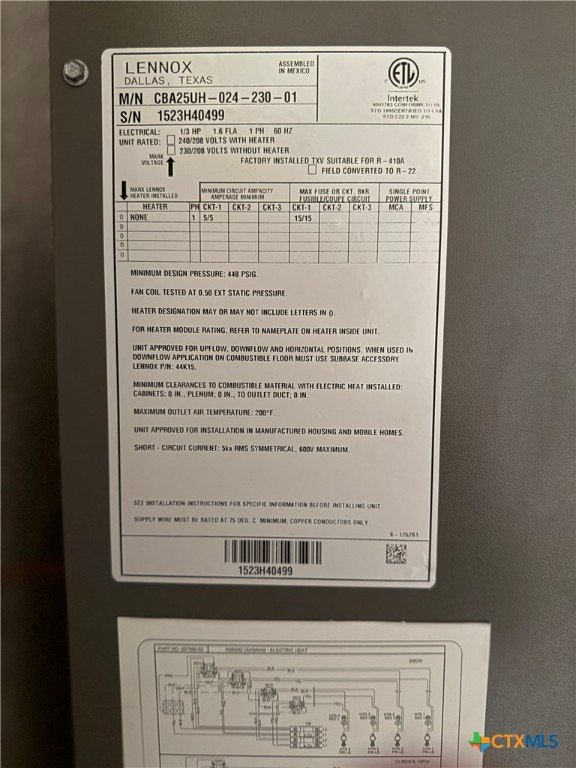 LENNOX
DALLAS, TEXAS
ASSEMBLED
IN MEXICO
ETL
C US
Intertek
M/N CBA25UH-024-230-01
S/N 1523H40499
ELECTRICAL: 1/3 HP 1.6 FLA 1 PH 60 HZ
UNIT RATED: 240/208 VOLTS WITH HEATER
230/208 VOLTS WITHOUT HEATER
MARK
VOLTAGE
FACTORY INSTALLED TXV SUITABLE FOR R-410A
FIELD CONVERTED TO R-22
MARK LENNOX
HEATER INSTALLED
MINIMUM CIRCUIT AMPACITY
AMPERAGE MINIMUM
MAX FUSE OR CKT. BKR.
FUSIBLE/COUPE CIRCUIT
SINGLE POINT
POWER SUPPLY
HEATER PH CKT-1 CKT-2 CKT-3 CKT-1 CKT-2 CKT-3 MCA MFS
0 NONE 1 5/5 15/15
0
0
0
MINIMUM DESIGN PRESSURE: 448 PSIG.
FAN COIL TESTED AT 0.50 EXT STATIC PRESSURE.
HEATER DESIGNATION MAY OR MAY NOT INCLUDE LETTERS IN ().
FOR HEATER MODULE RATING, REFER TO NAMEPLATE ON HEATER INSIDE UNIT.
UNIT APPROVED FOR UPFLOW, DOWNFLOW AND HORIZONTAL POSITIONS. WHEN USED IN
DOWNFLOW APPLICATION ON COMBUSTIBLE FLOOR MUST USE SUBBASE ACCESSORY
LENNOX P/N: 44K15.
MINIMUM CLEARANCES TO COMBUSTIBLE MATERIAL WITH ELECTRIC HEAT INSTALLED:
CABINETS: 0 IN., PLENUM: 0 IN., TO OUTLET DUCT: 0 IN.
MAXIMUM OUTLET AIR TEMPERATURE: 200°F.
UNIT APPROVED FOR INSTALLATION IN MANUFACTURED HOUSING AND MOBILE HOMES.
SHORT - CIRCUIT CURRENT: 5ka RMS SYMMETRICAL, 600V MAXIMUM.
SEE INSTALLATION INSTRUCTIONS FOR SPECIFIC INFORMATION BEFORE INSTALLING UNIT.
SUPPLY WIRE MUST BE RATED AT 75 DEG. C MINIMUM, COPPER CONDUCTORS ONLY
9-1752R1
1523H40499
WIRING DIAGRAM - ELECTRIC HEAT
20KW
CTXMLS